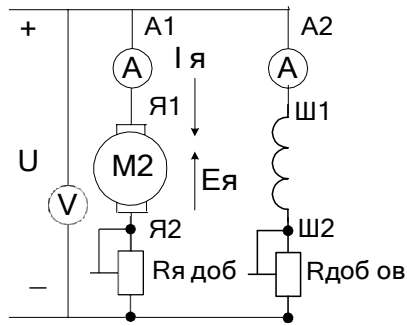 + A1 A2
A I я A
Я1 Ш1
U M2 Eя
V
Я2 Ш2
_ Rя доб Rдоб ов